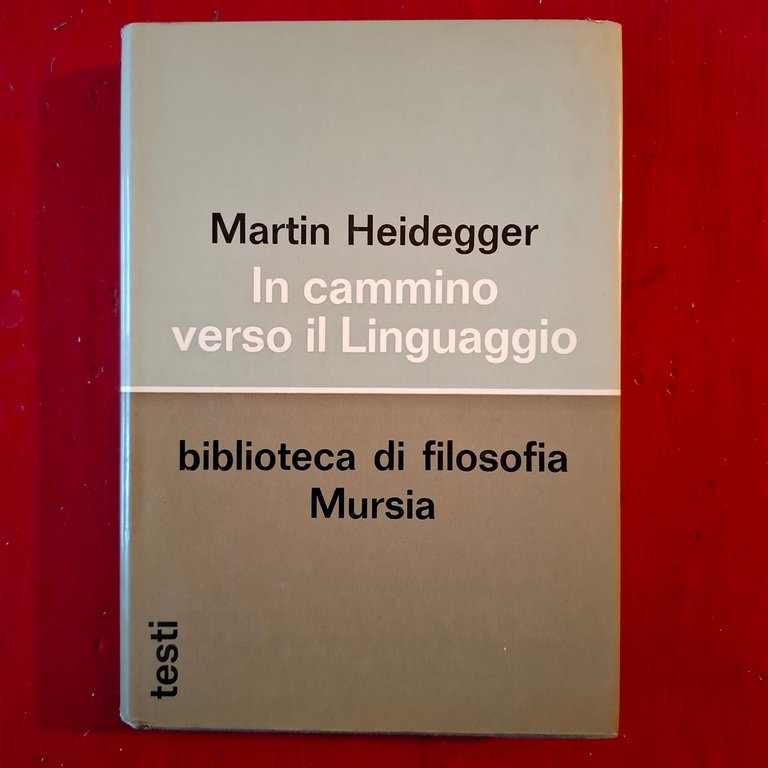 Martin Heidegger
In cammino
verso il Linguaggio
biblioteca di filosofia
Mursia
testi